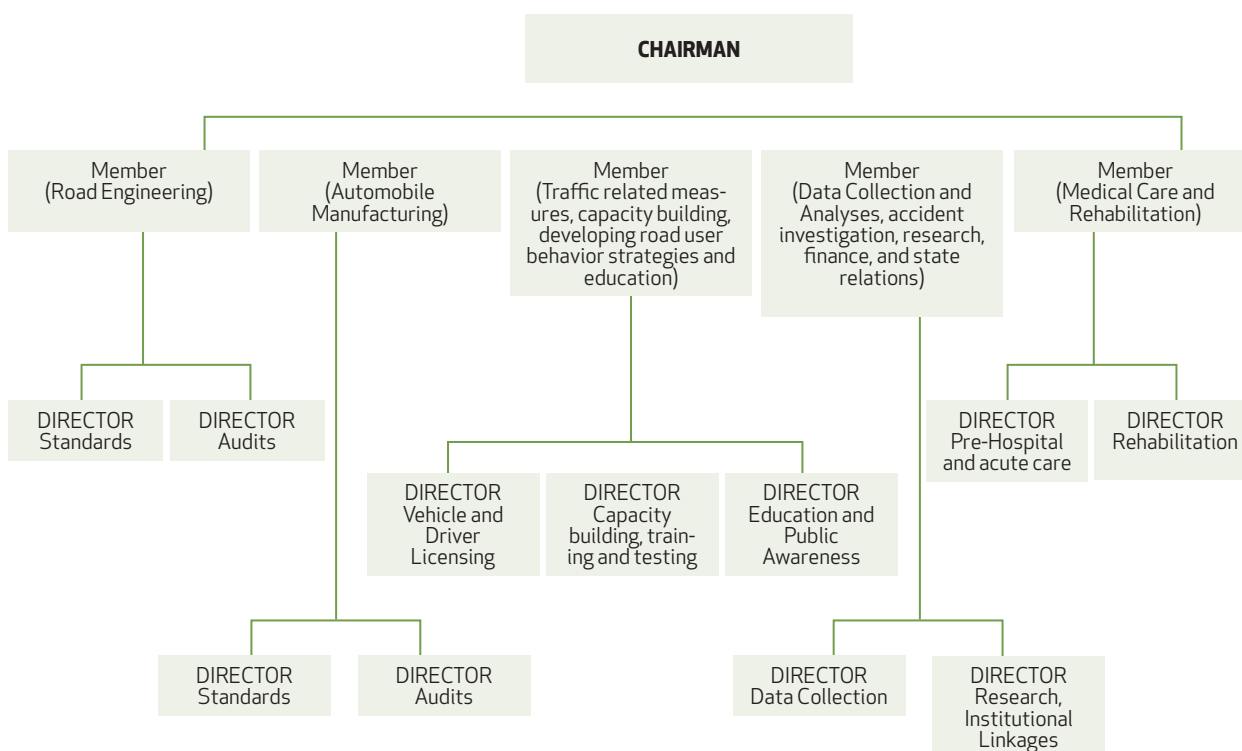 CHAIRMAN
Member
(Road Engineering)
Member
(Automobile
Manufacturing)
Member
(Traffic related meas-
ures, capacity building,
developing road user
behavior strategies and
education)
Member
(Data Collection and
Analyses, accident
investigation, research,
finance, and state
relations)
Member
(Medical Care and
Rehabilitation)
DIRECTOR
Standards
DIRECTOR
Audits
DIRECTOR
Pre-Hospital
and acute care
DIRECTOR
Rehabilitation
DIRECTOR
Vehicle and
Driver
Licensing
DIRECTOR
Capacity
building, train-
ing and testing
DIRECTOR
Education and
Public
Awareness
DIRECTOR
Standards
DIRECTOR
Audits
DIRECTOR
Data Collection
DIRECTOR
Research,
Institutional
Linkages